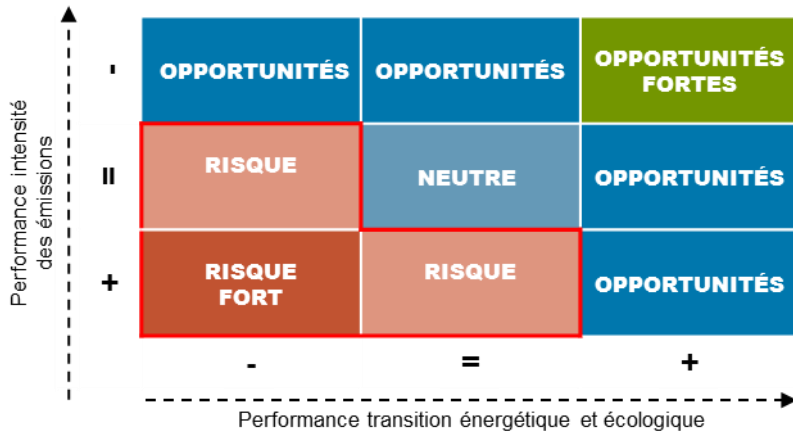 Performance intensité
des émissions
-
OPPORTUNITÉS
OPPORTUNITÉS
OPPORTUNITÉS
FORTES
=
RISQUE
NEUTRE
OPPORTUNITÉS
+
RISQUE
FORT
RISQUE
OPPORTUNITÉS
-
=
+
Performance transition énergétique et écologique